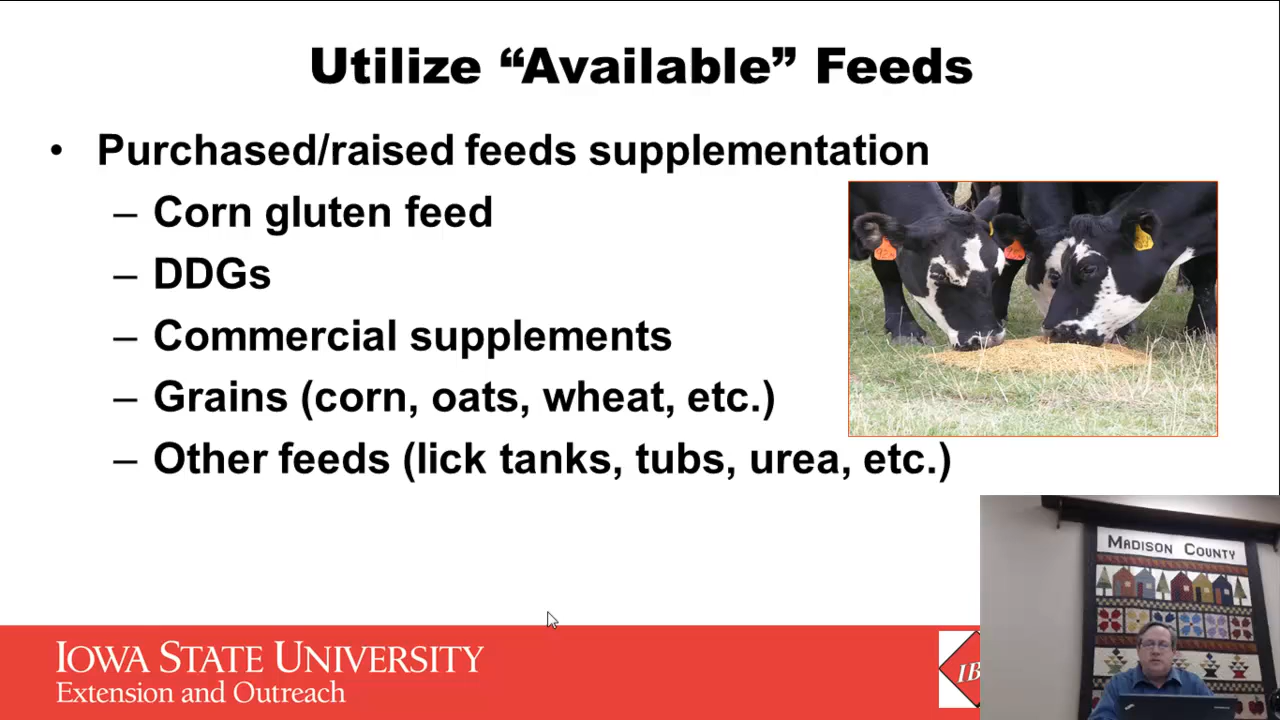 Utilize “Available” Feeds
• Purchased/raised feeds supplementation
– Corn gluten feed
– DDGs
– Commercial supplements
– Grains (corn, oats, wheat, etc.)
– Other feeds (lick tanks, tubs, urea, etc.)
MADISON COUNTY
IOWA STATE UNIVERSITY
Extension and Outreach
IB